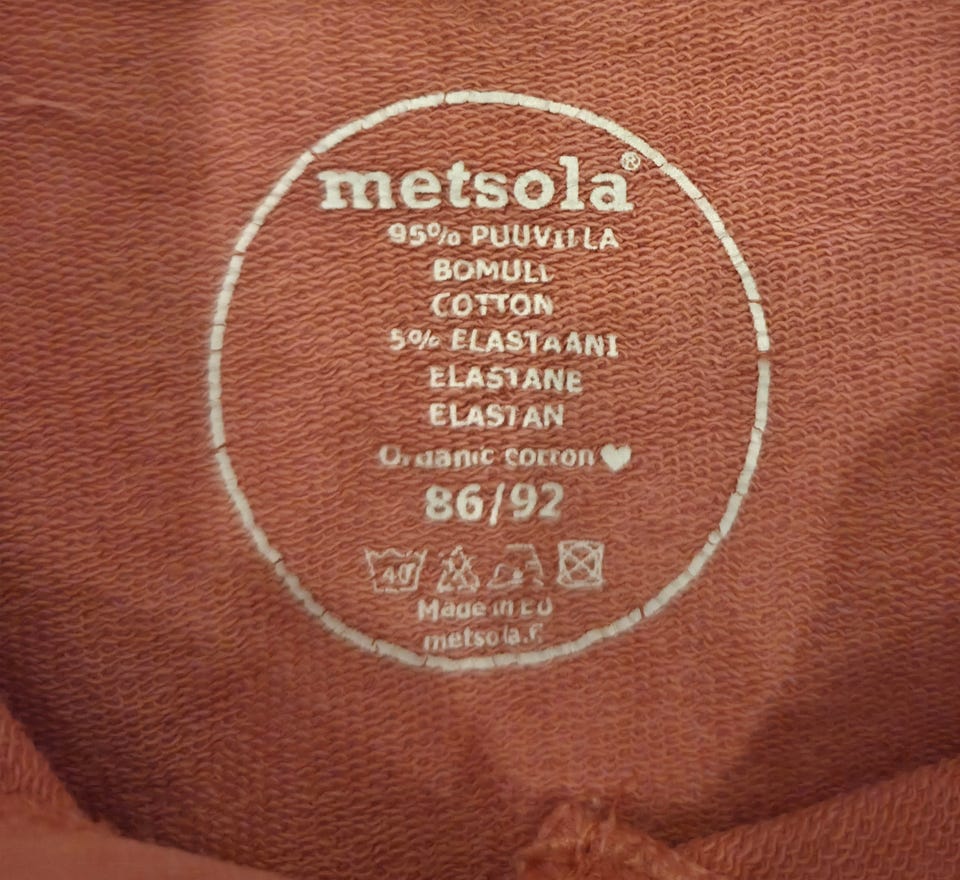 metsola®
95% PUUVILLA
BOMULL
COTTON
5% ELASTAANI
ELASTANE
ELASTAN
Organic cotton♥
86/92
40
Made in EU
metsola.fi